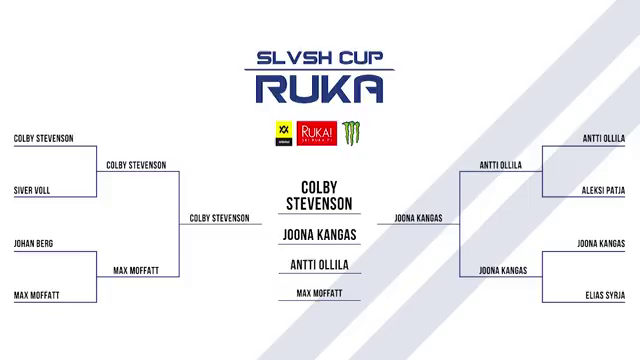 SLVSH CUP
RUKA
RUKA!
COLBY STEVENSON
SIVER VOLL
JOHAN BERG
MAX MOFFATT
COLBY STEVENSON
MAX MOFFATT
COLBY STEVENSON
COLBY
STEVENSON
JOONA KANGAS
ANTTI OLLILA
MAX MOFFATT
JOONA KANGAS
ANTTI OLLILA
JOONA KANGAS
ANTTI OLLILA
ALEKSI PATJA
JOONA KANGAS
ELIAS SYRJA